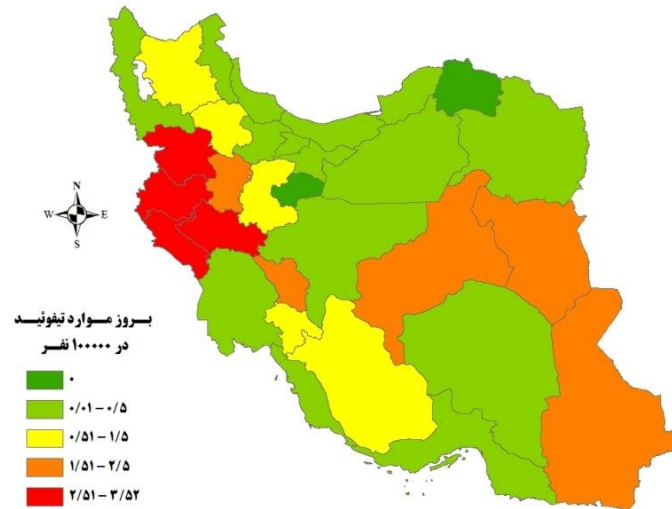 N
W E
S
بروز موارد تیفوئید
در ۱۰۰۰۰۰ نفر
۰
۰/۰۱ – ۰/۵
۰/۵۱ – ۱/۵
۱/۵۱ – ۲/۵
۲/۵۱ – ۳/۵۲